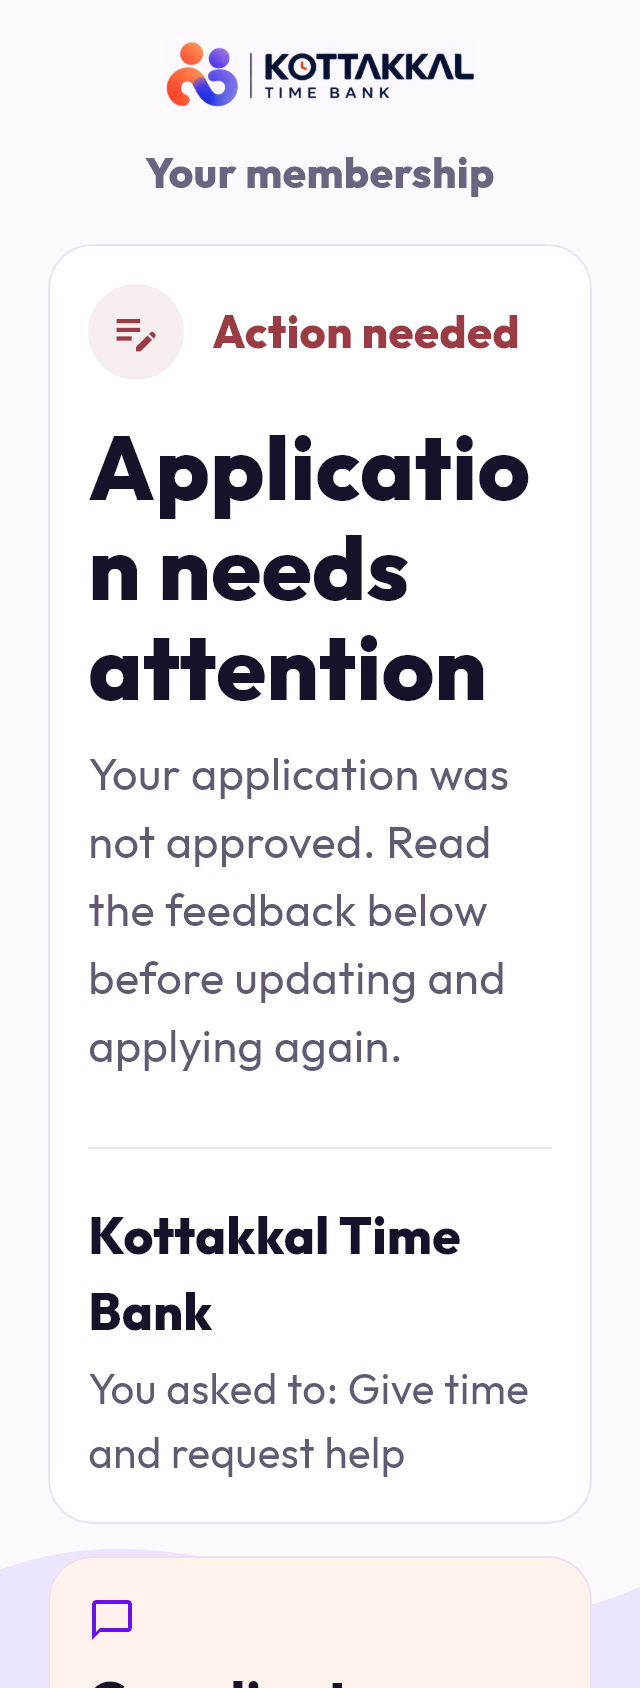 KOTTAKKAL
TIME BANK
Your membership
Action needed
Applicatio
n needs
attention
Your application was
not approved. Read
the feedback below
before updating and
applying again.
Kottakkal Time
Bank
You asked to: Give time
and request help